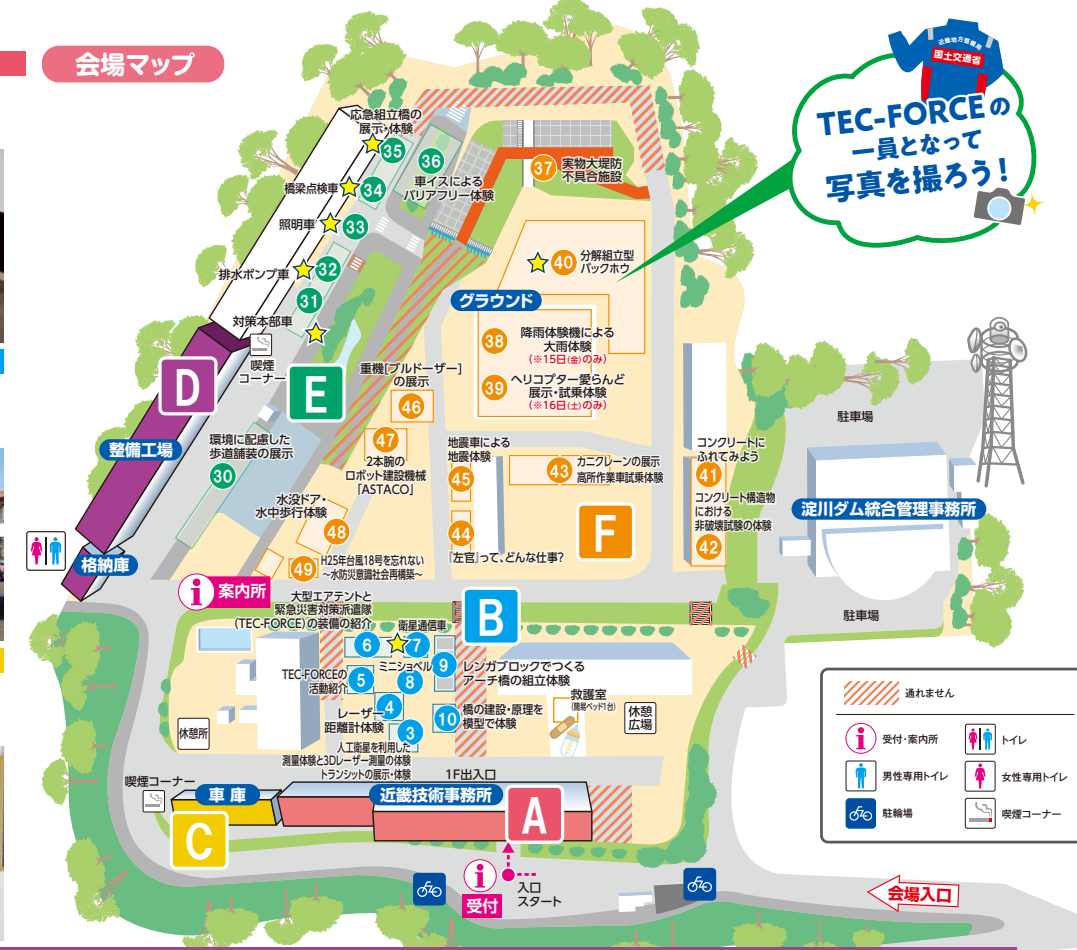 会場マップ
近畿地方整備局
国土交通省
TEC-FORCEの
一員となって
写真を撮ろう!
応急組立橋の
展示・体験
35
36
車イスによる
バリアフリー体験
37
実物大堤防
不具合施設
橋梁点検車
34
照明車
33
排水ポンプ車
32
31
対策本部車
喫煙
コーナー
40
分解組立型
バックホウ
グラウンド
38
降雨体験機による
大雨体験
(※15日(金)のみ)
39
ヘリコプター愛らんど
展示・試乗体験
(※16日(土)のみ)
D
E
重機[ブルドーザー]
の展示
46
47
2本腕の
ロボット建設機械
「ASTACO」
整備工場
環境に配慮した
歩道舗装の展示
30
地震車による
地震体験
45
43
カニクレーンの展示
高所作業車試乗体験
コンクリートに
ふれてみよう
41
コンクリート構造物
における
非破壊試験の体験
42
駐車場
淀川ダム統合管理事務所
駐車場
水没ドア・
水中歩行体験
48
44
『左官』って、どんな仕事?
F
49
H25年台風18号を忘れない
～水防災意識社会再構築～
格納庫
i
案内所
大型エアテントと
緊急災害対策派遣隊
(TEC-FORCE)の装備の紹介
衛星通信車
B
6
7
9
レンガブロックでつくる
アーチ橋の組立体験
TEC-FORCEの
活動紹介
5
ミニショベル
8
4
レーザー
距離計体験
10
橋の建設・原理を
模型で体験
救護室
(簡易ベッド1台)
休憩
広場
休憩所
3
人工衛星を利用した
測量体験と3Dレーザー測量の体験
トランシットの展示・体験
喫煙コーナー
車庫
C
1F出入口
近畿技術事務所
A
i
受付
入口
スタート
会場入口
通れません
i
受付・案内所
トイレ
男性専用トイレ
女性専用トイレ
駐輪場
喫煙コーナー